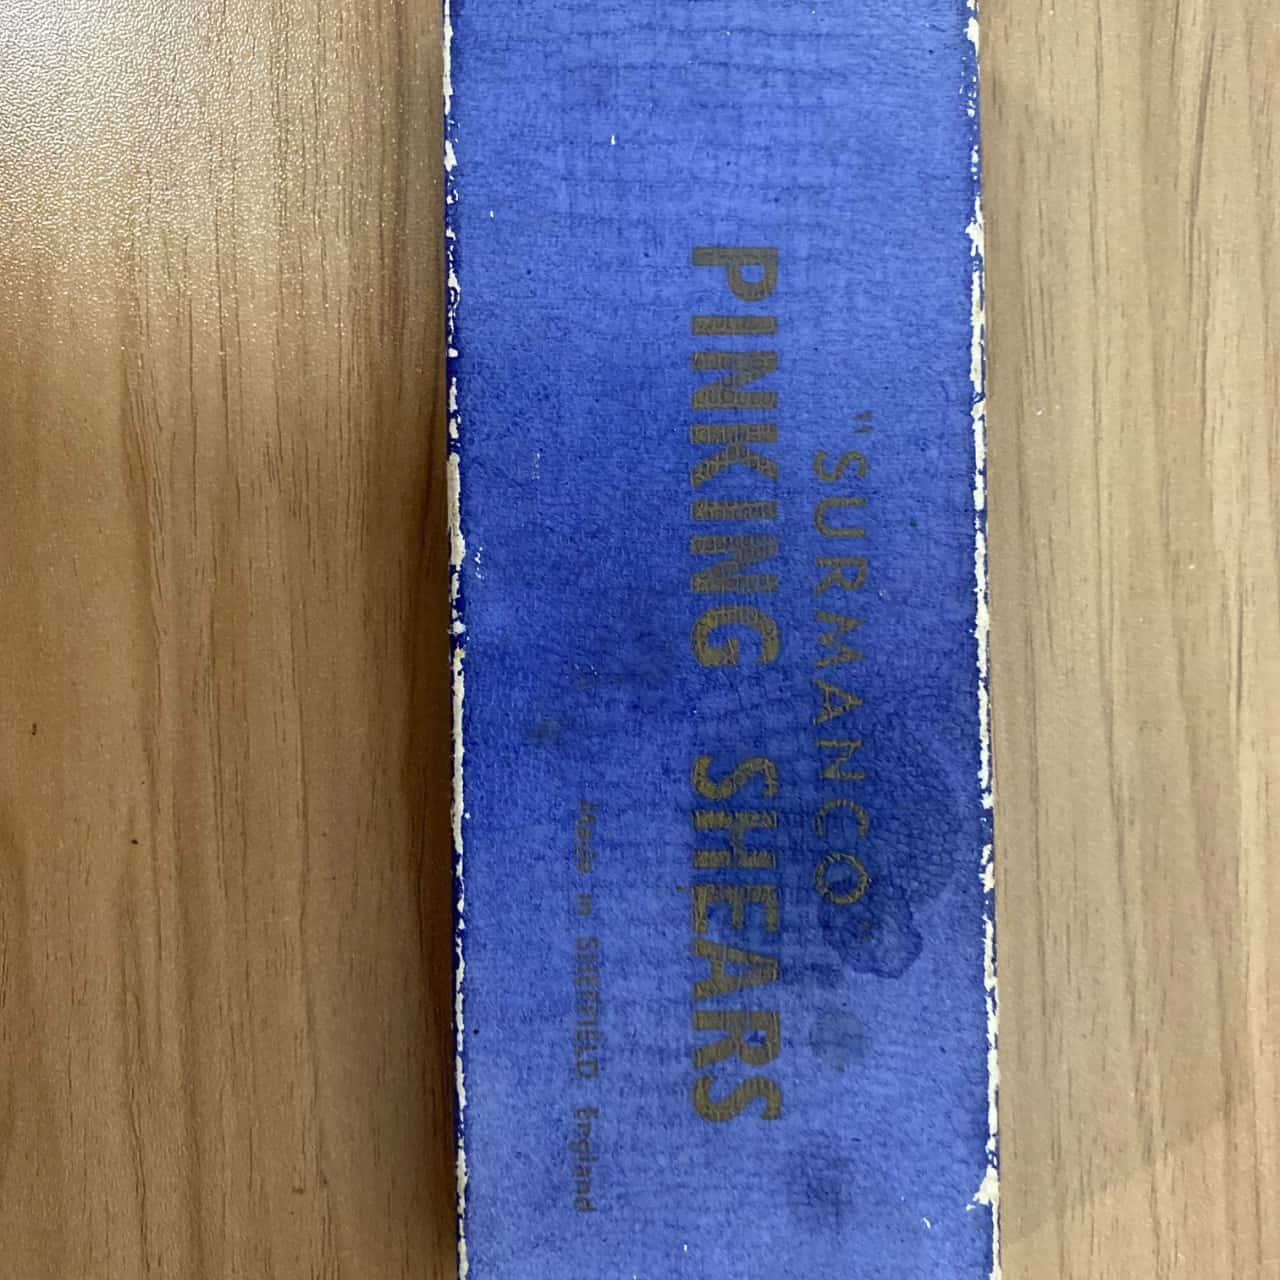 "SURMANCO"
PINKING SHEARS
Made in SHEFFIELD, England